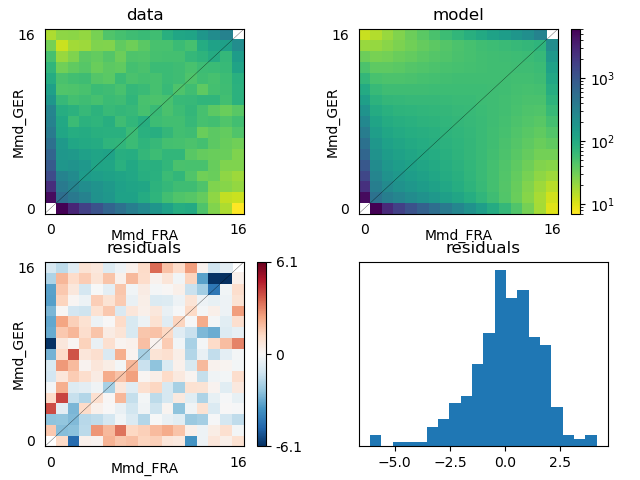 data
model
16
Mmd_GER
0
0
16
Mmd_FRA
16
Mmd_GER
0
0
16
Mmd_FRA
10³
10²
10¹
residuals
residuals
16
Mmd_GER
0
0
16
Mmd_FRA
6.1
0
-6.1
−5.0
−2.5
0.0
2.5